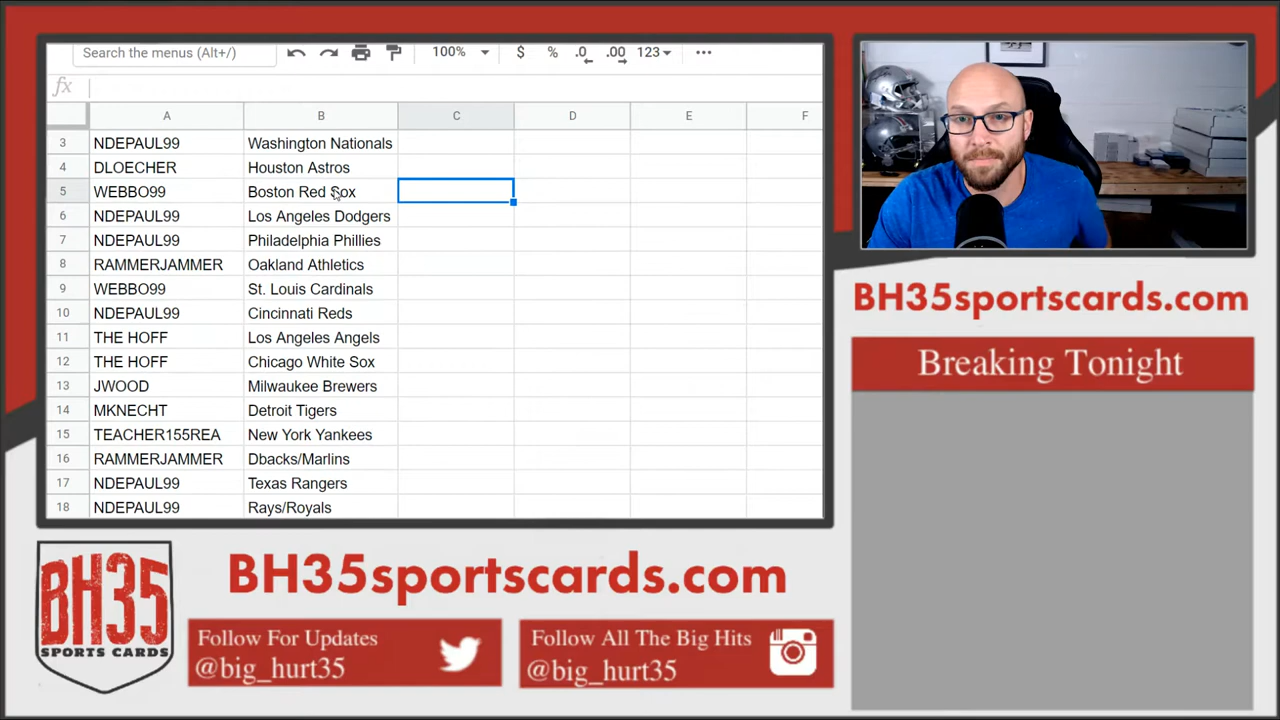 Search the menus (Alt+/) 100% $ % .0 .00 123
fx
A B C D E F
3 NDEPAUL99 Washington Nationals
4 DLOECHER Houston Astros
5 WEBBO99 Boston Red Sox
6 NDEPAUL99 Los Angeles Dodgers
7 NDEPAUL99 Philadelphia Phillies
8 RAMMERJAMMER Oakland Athletics
9 WEBBO99 St. Louis Cardinals
10 NDEPAUL99 Cincinnati Reds
11 THE HOFF Los Angeles Angels
12 THE HOFF Chicago White Sox
13 JWOOD Milwaukee Brewers
14 MKNECHT Detroit Tigers
15 TEACHER155REA New York Yankees
16 RAMMERJAMMER Dbacks/Marlins
17 NDEPAUL99 Texas Rangers
18 NDEPAUL99 Rays/Royals
BH35sportscards.com
Breaking Tonight
BH35
SPORTS CARDS
BH35sportscards.com
Follow For Updates
@big_hurt35
Follow All The Big Hits
@big_hurt35